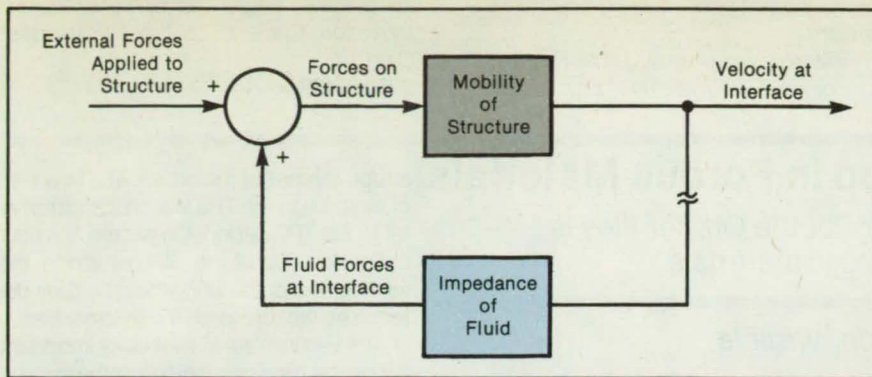 External Forces
Applied to
Structure
+
Forces on
Structure
Mobility
of
Structure
Velocity at
Interface
+
Fluid Forces
at Interface
Impedance
of
Fluid